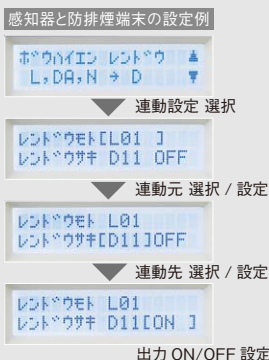 感知器と防排煙端末の設定例
ボウハイエン レンドウ ▲
L,DA,N → D ▼
連動設定 選択
レンドウモト[L01 ]
レンドウサキ D11 OFF
連動元 選択 / 設定
レンドウモト L01
レンドウサキ[D11]OFF
連動先 選択 / 設定
レンドウモト L01
レンドウサキ D11[ON ]
出力 ON/OFF 設定